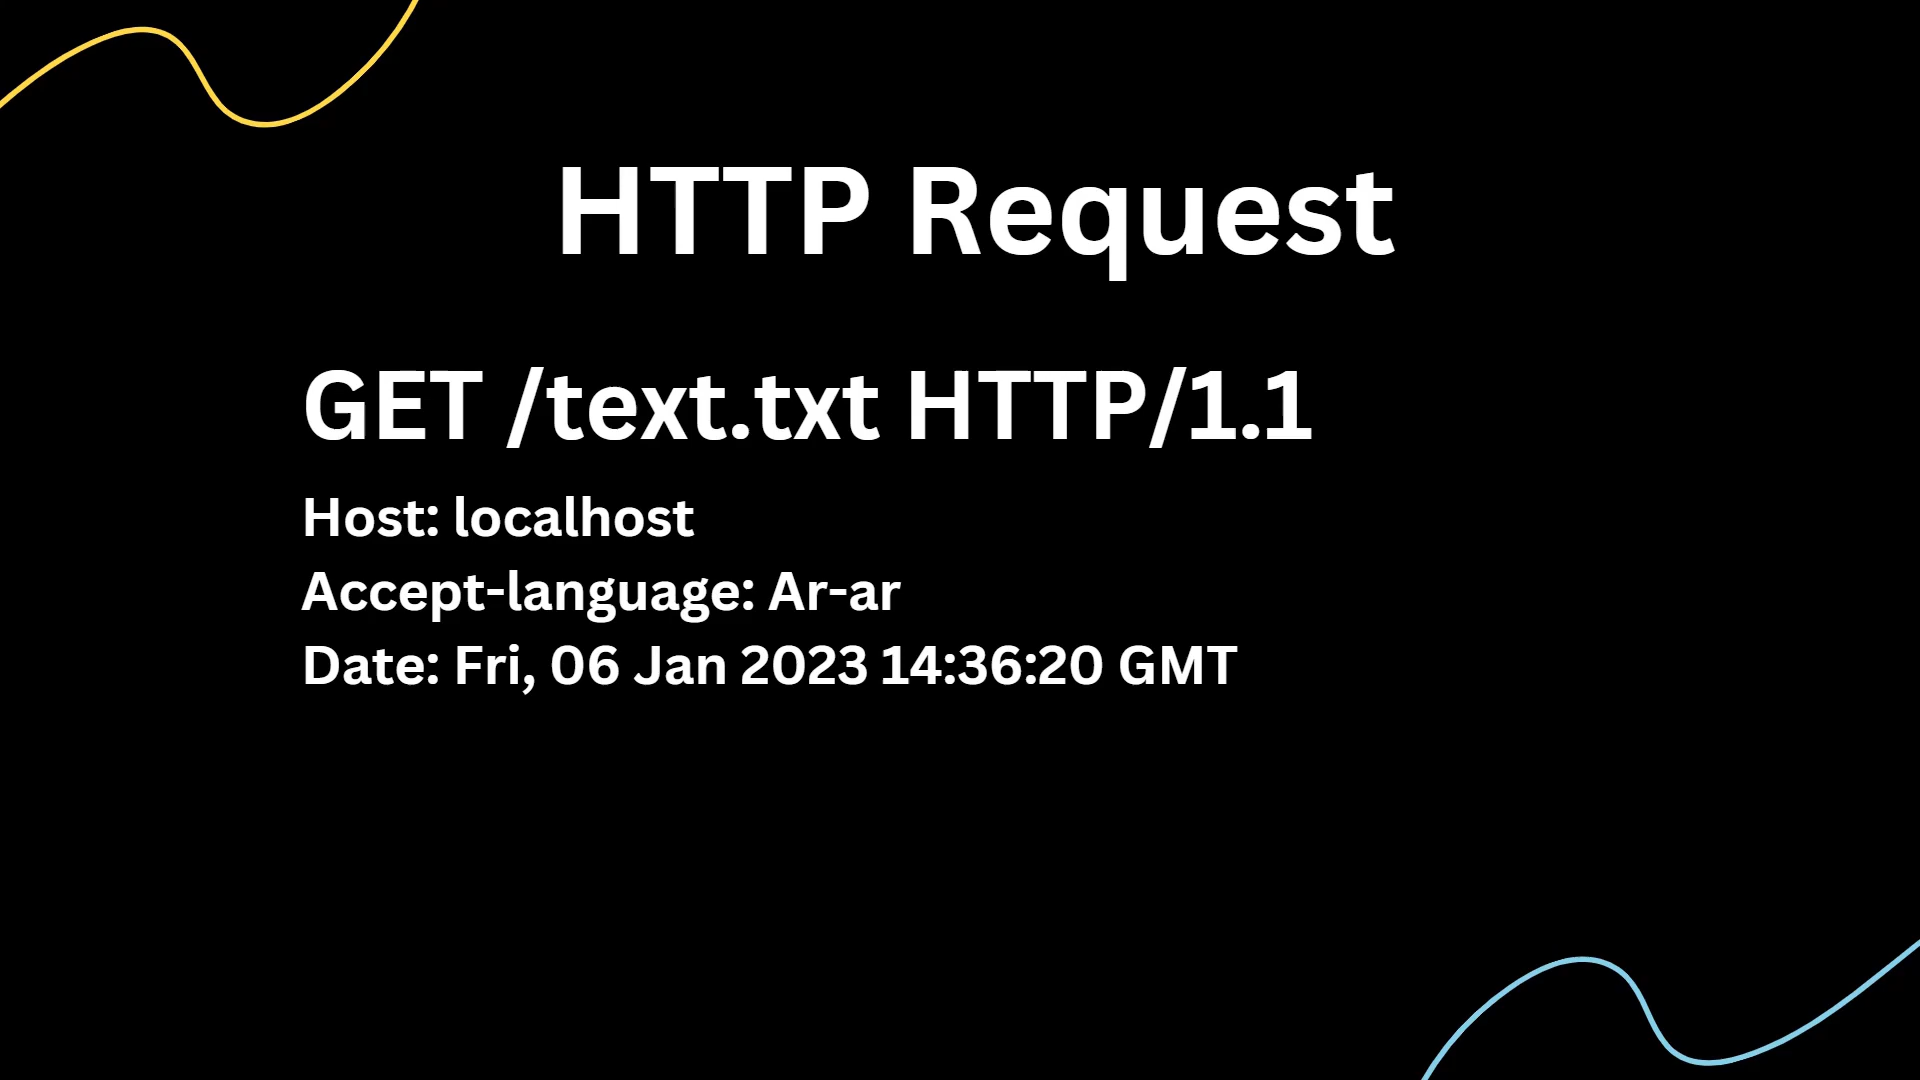 HTTP Request
GET /text.txt HTTP/1.1
Host: localhost
Accept-language: Ar-ar
Date: Fri, 06 Jan 2023 14:36:20 GMT